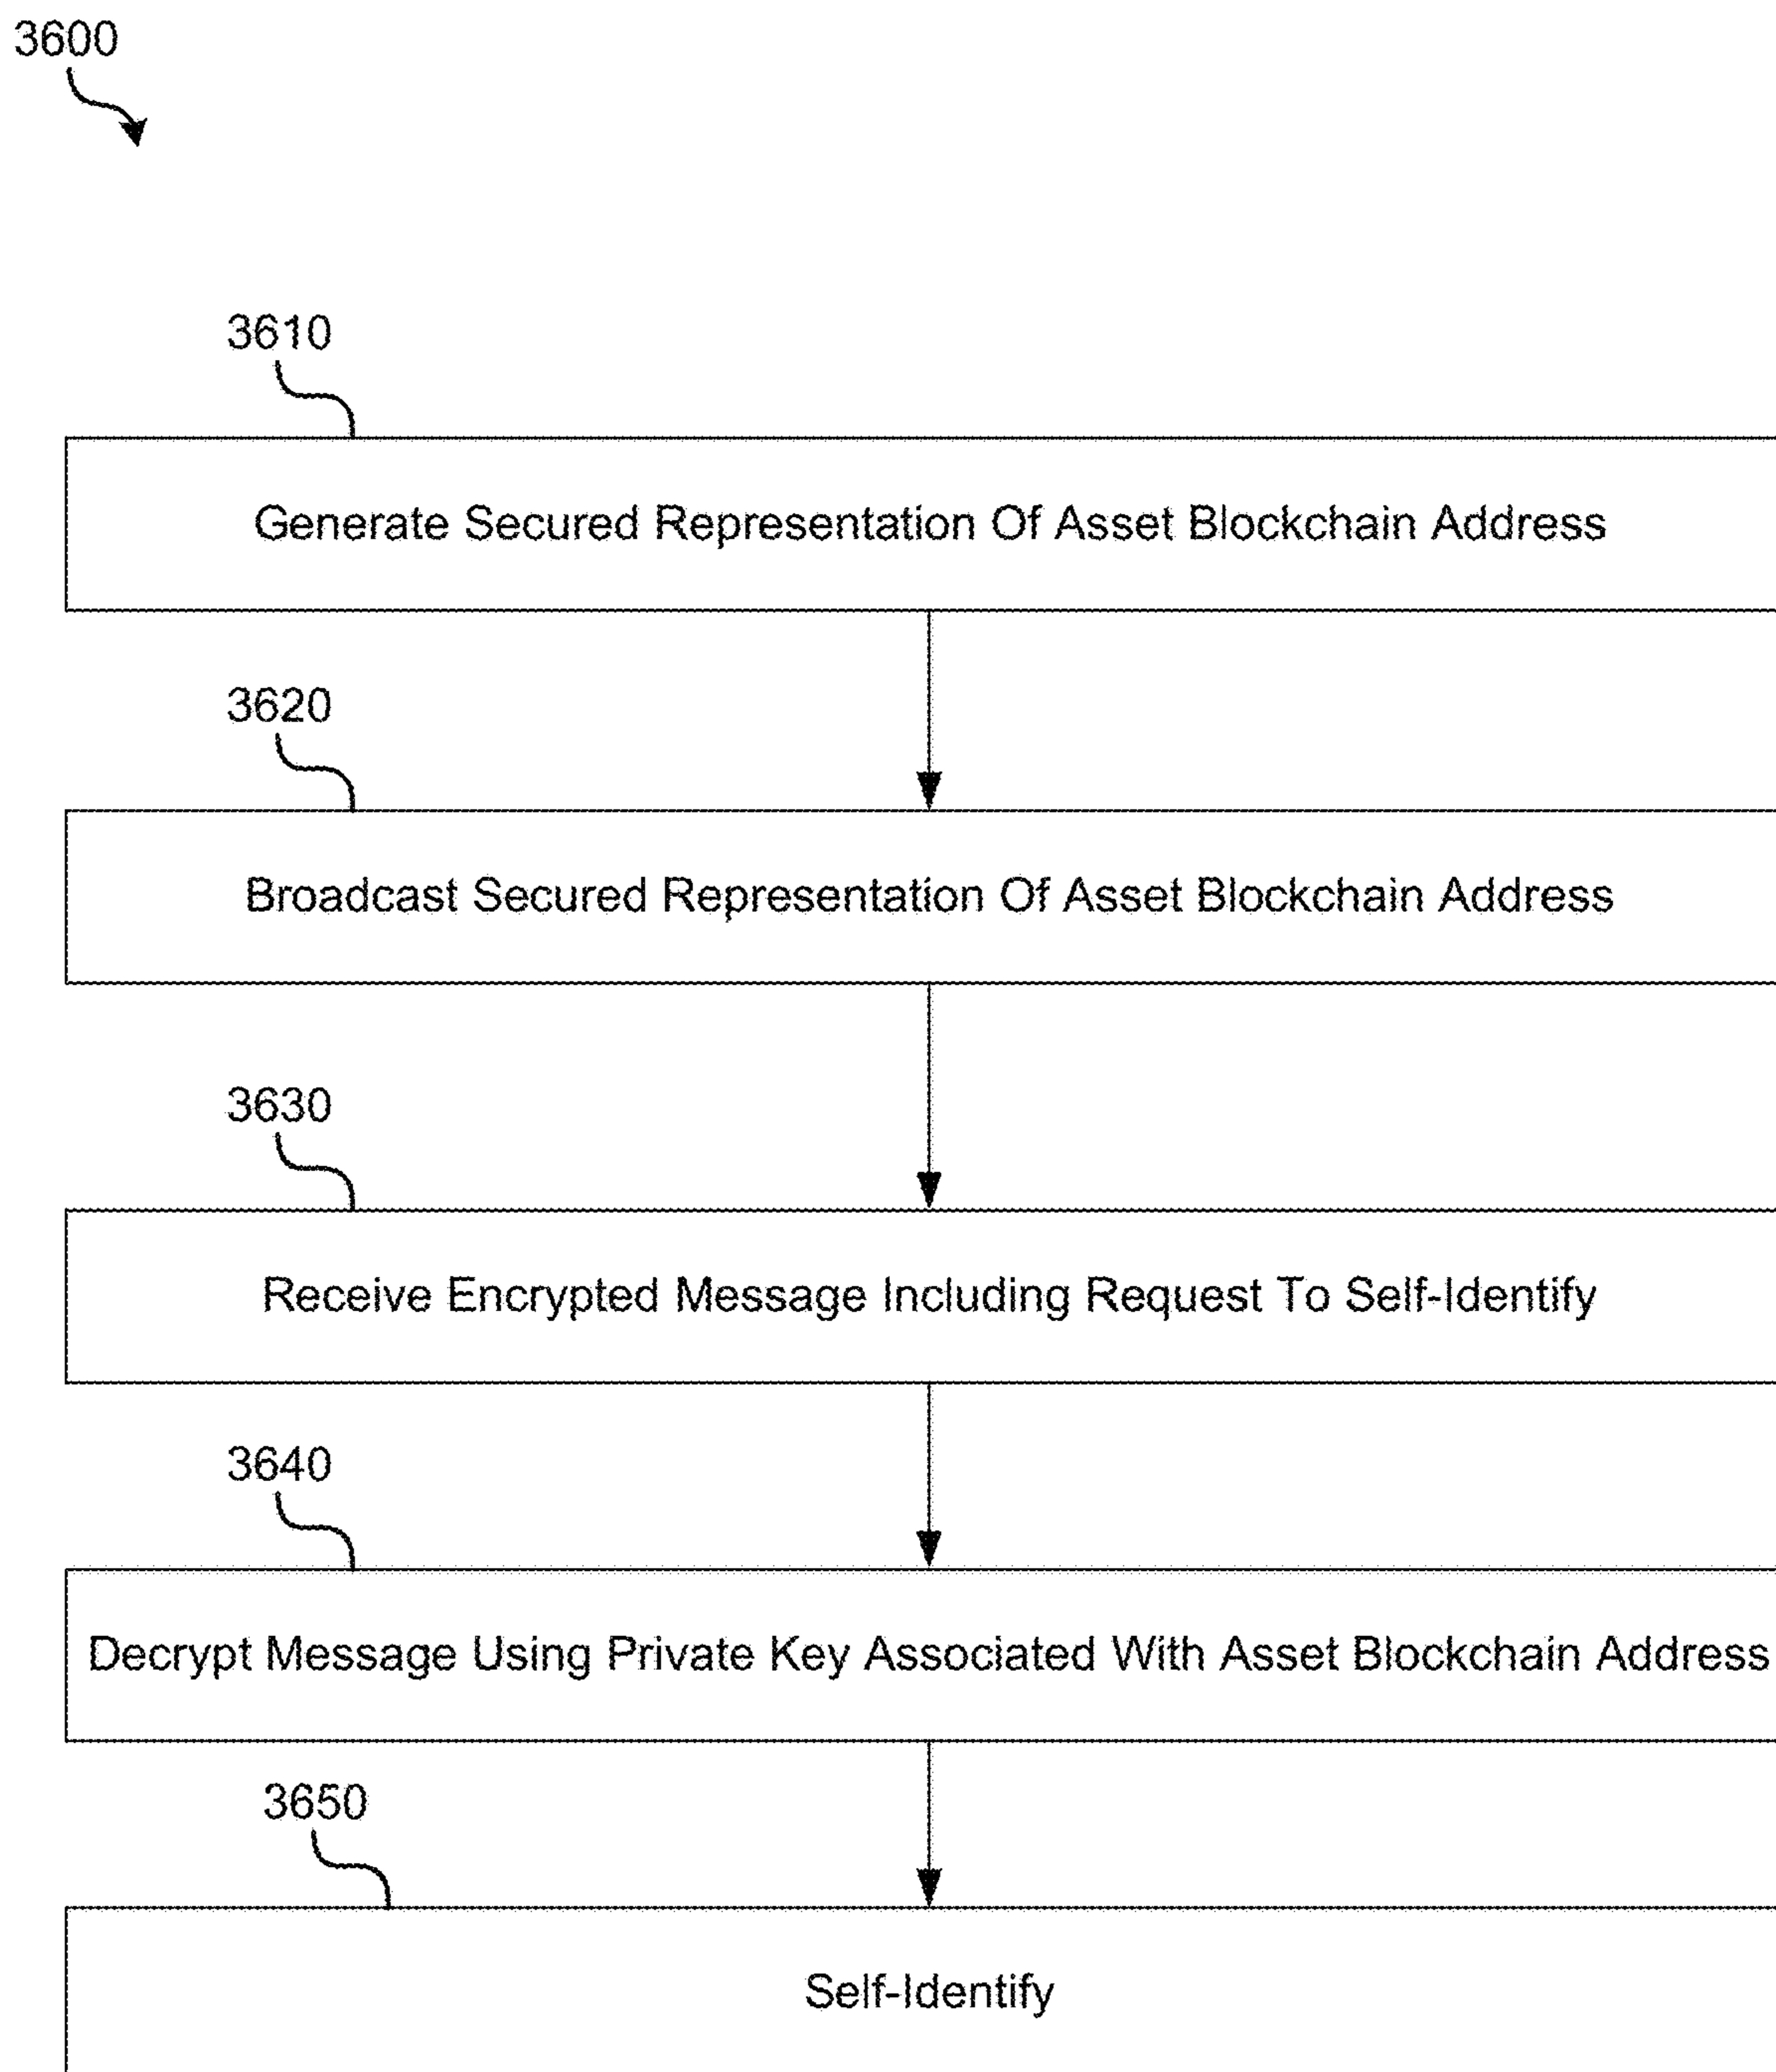 3600
3610
Generate Secured Representation Of Asset Blockchain Address
3620
Broadcast Secured Representation Of Asset Blockchain Address
3630
Receive Encrypted Message Including Request To Self-Identify
3640
Decrypt Message Using Private Key Associated With Asset Blockchain Address
3650
Self-Identify